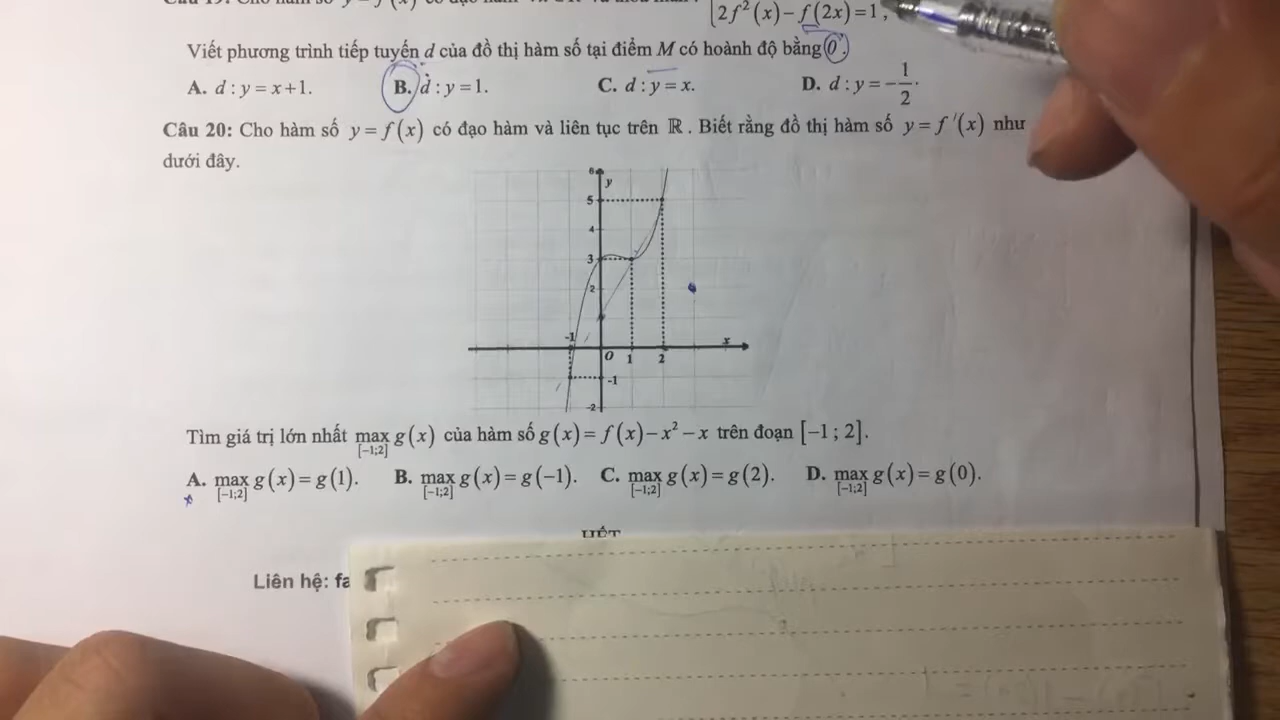 [2f²(x)−f(2x)=1,
Viết phương trình tiếp tuyến d của đồ thị hàm số tại điểm M có hoành độ bằng 0.
A. d : y = x+1. B. d : y = 1. C. d : y = x. D. d : y = −1/2.
Câu 20: Cho hàm số y = f(x) có đạo hàm và liên tục trên ℝ. Biết rằng đồ thị hàm số y = f '(x) như
dưới đây.
6 y
5
4
3
2
-1 x
O 1 2
-1
-2
Tìm giá trị lớn nhất max g(x) của hàm số g(x) = f(x) − x² − x trên đoạn [−1 ; 2].
[−1;2]
A. max g(x) = g(1). B. max g(x) = g(−1). C. max g(x) = g(2). D. max g(x) = g(0).
[−1;2] [−1;2] [−1;2] [−1;2]
Liên hệ: fa